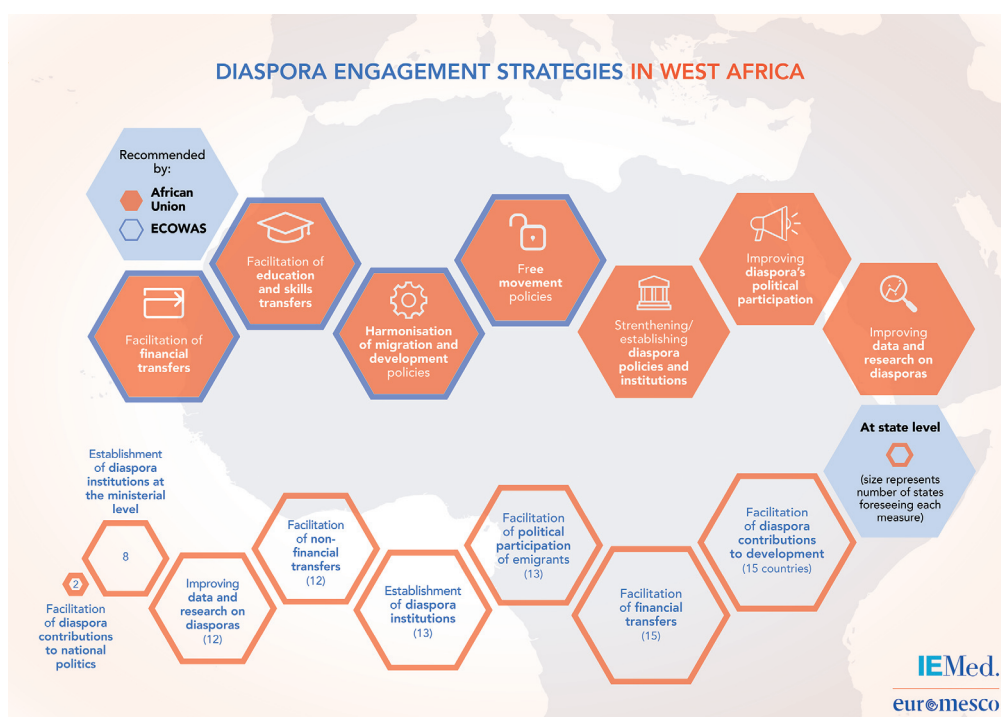 DIASPORA ENGAGEMENT STRATEGIES IN WEST AFRICA
Recommended
by:
African
Union
ECOWAS
Facilitation of
financial
transfers
Facilitation of
education
and skills
transfers
Harmonisation
of migration and
development
policies
Free
movement
policies
Strenthening/
establishing
diaspora
policies and
institutions
Improving
diaspora's
political
participation
Improving
data and
research on
diasporas
At state level
(size represents
number of states
foreseeing each
measure)
2
Facilitation
of diaspora
contributions
to national
politics
Establishment
of diaspora
institutions at
the ministerial
level
8
Improving
data and
research on
diasporas
(12)
Facilitation
of non-
financial
transfers
(12)
Establishment
of diaspora
institutions
(13)
Facilitation
of political
participation
of emigrants
(13)
Facilitation
of financial
transfers
(15)
Facilitation
of diaspora
contributions
to development
(15 countries)
IEMed.
euromesco